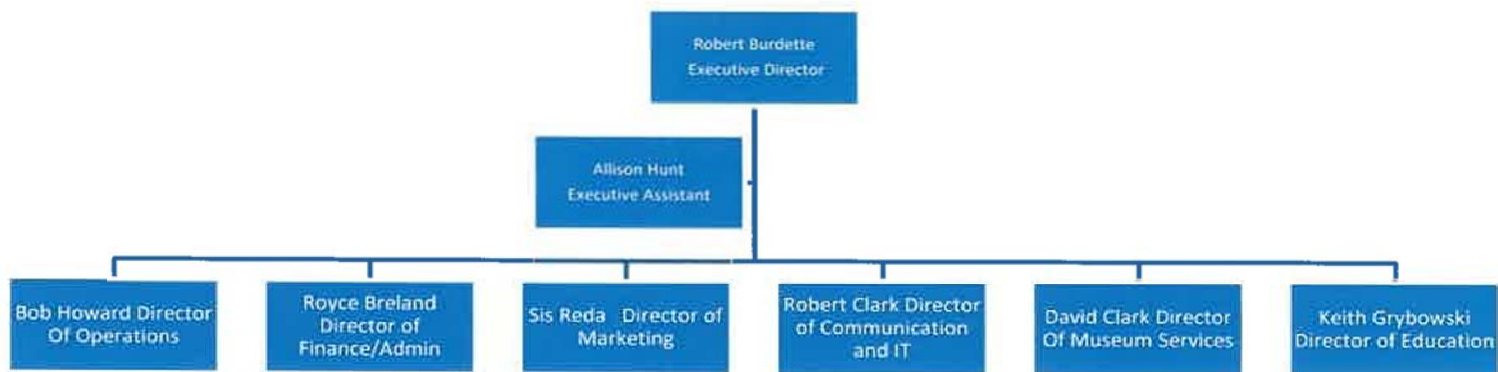 Robert Burdette
Executive Director
Allison Hunt
Executive Assistant
Bob Howard Director
Of Operations
Royce Breland
Director of
Finance/Admin
Sis Reda Director of
Marketing
Robert Clark Director
of Communication
and IT
David Clark Director
Of Museum Services
Keith Grybowski
Director of Education